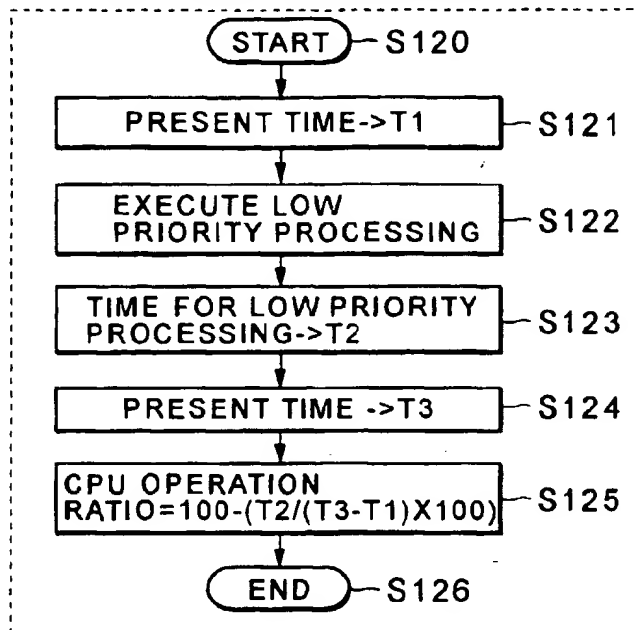 START S120
PRESENT TIME->T1 S121
EXECUTE LOW
PRIORITY PROCESSING S122
TIME FOR LOW PRIORITY
PROCESSING->T2 S123
PRESENT TIME ->T3 S124
CPU OPERATION
RATIO=100-(T2/(T3-T1)X100) S125
END S126